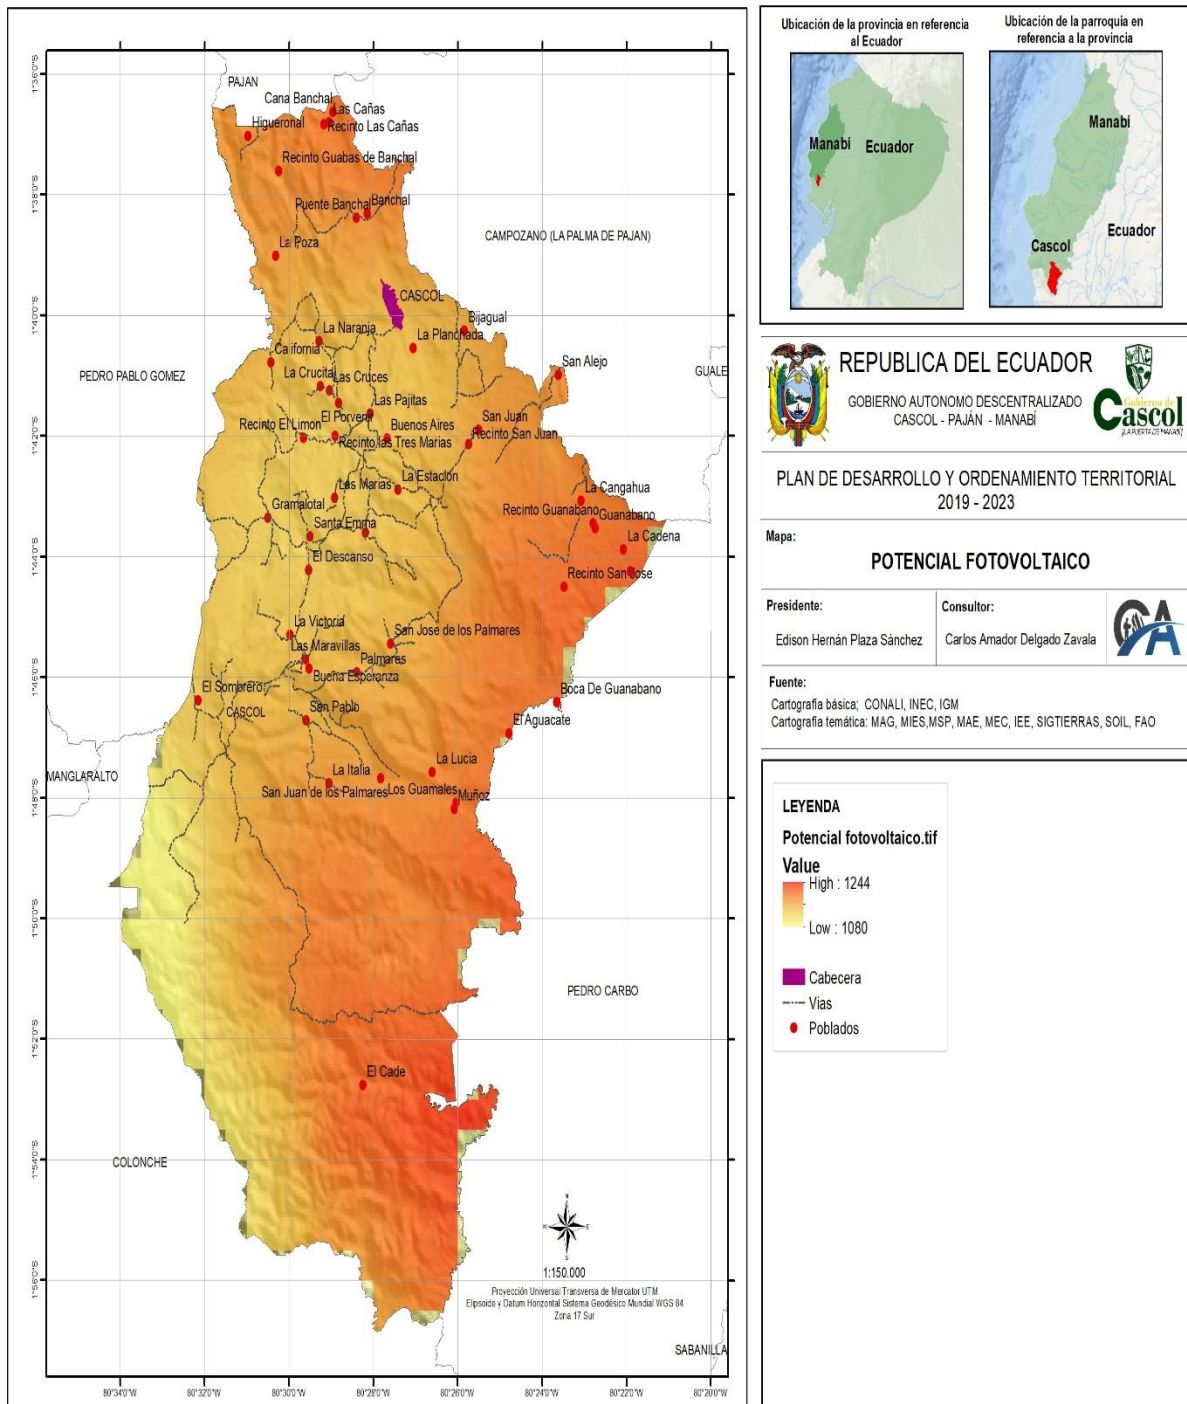 PAJAN
Cana Banchal
Las Cañas
Higueronal
Recinto Las Cañas
Recinto Guabas de Banchal
Puente Banchal
Banchal
CAMPOZANO (LA PALMA DE PAJAN)
La Poza
CASCOL
Bijagual
La Naranja
La Planchada
California
San Alejo
PEDRO PABLO GOMEZ
La Crucita
Las Cruces
GUALE
Las Pajitas
El Porvenir
San Juan
Recinto El Limon
Buenos Aires
Recinto San Juan
Recinto las Tres Marias
La Estacion
Las Marias
La Cangahua
Gramalotal
Recinto Guanabano
Guanabano
Santa Emma
La Cadena
El Descanso
Recinto San Jose
La Victoria
San Jose de los Palmares
Las Maravillas
Palmares
Buena Esperanza
El Sombrero
Boca De Guanabano
CASCOL
San Pablo
El Aguacate
La Lucia
MANGLARALTO
La Italia
San Juan de los Palmares
Los Guamales
Muñoz
PEDRO CARBO
El Cade
COLONCHE
SABANILLA
N
W
E
S
1:150.000
Proyección Universal Transversa de Mercator UTM
Elipsoide y Datum Horizontal Sistema Geodésico Mundial WGS 84
Zona 17 Sur
1°36'0"S
1°38'0"S
1°40'0"S
1°42'0"S
1°44'0"S
1°46'0"S
1°48'0"S
1°50'0"S
1°52'0"S
1°54'0"S
1°56'0"S
80°34'0"W
80°32'0"W
80°30'0"W
80°28'0"W
80°26'0"W
80°24'0"W
80°22'0"W
80°20'0"W
Ubicación de la provincia en referencia
al Ecuador
Manabí
Ecuador
Ubicación de la parroquia en
referencia a la provincia
Manabí
Ecuador
Cascol
REPUBLICA DEL ECUADOR
GOBIERNO AUTONOMO DESCENTRALIZADO
CASCOL - PAJÁN - MANABÍ
Gobierno de
Cascol
¡LA PUERTA DE MANABÍ!
PLAN DE DESARROLLO Y ORDENAMIENTO TERRITORIAL
2019 - 2023
Mapa:
POTENCIAL FOTOVOLTAICO
Presidente:
Edison Hernán Plaza Sánchez
Consultor:
Carlos Amador Delgado Zavala
CA
Fuente:
Cartografía básica; CONALI, INEC, IGM
Cartografía temática: MAG, MIES,MSP, MAE, MEC, IEE, SIGTIERRAS, SOIL, FAO
LEYENDA
Potencial fotovoltaico.tif
Value
High : 1244
Low : 1080
Cabecera
Vias
Poblados